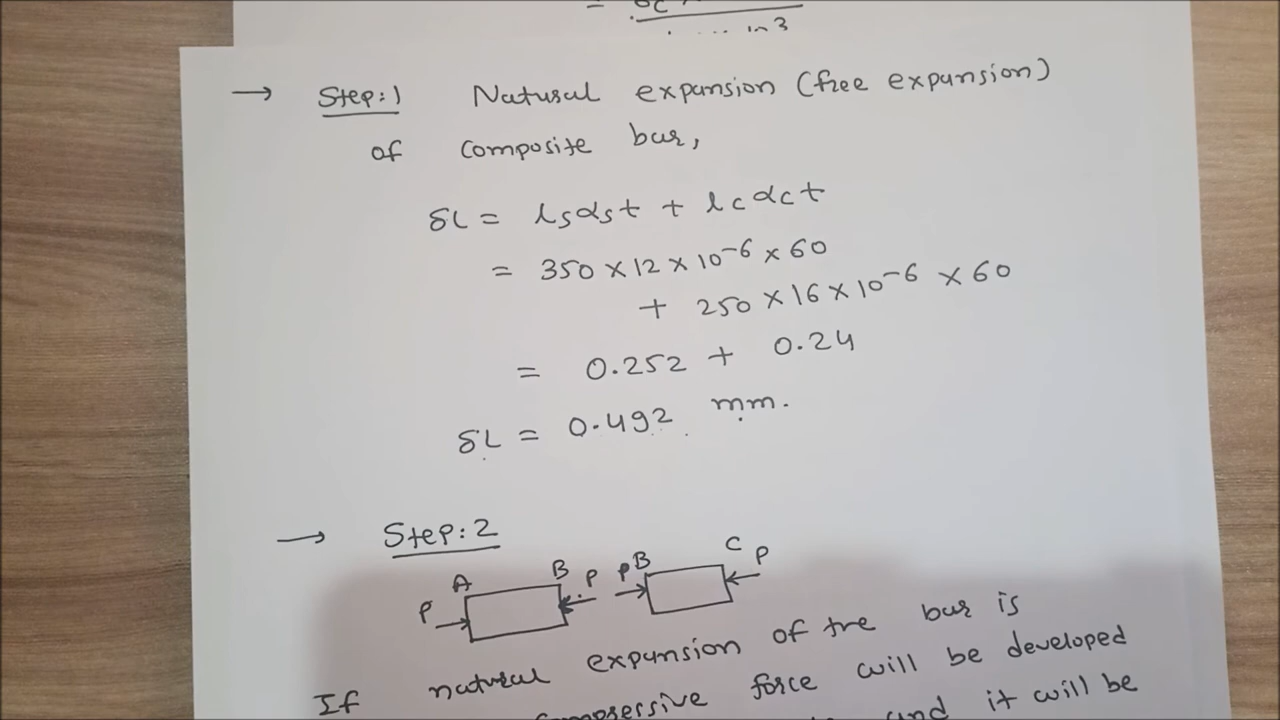 → Step:1 Natural expansion (free expansion)
of composite bar,
δL = lsαst + lcαct
= 350 × 12 × 10⁻⁶ × 60
+ 250 × 16 × 10⁻⁶ × 60
= 0.252 + 0.24
δL = 0.492 mm.
→ Step:2
A B B C
P P P P
If natural expansion of the bar is
force will be developed
and it will be